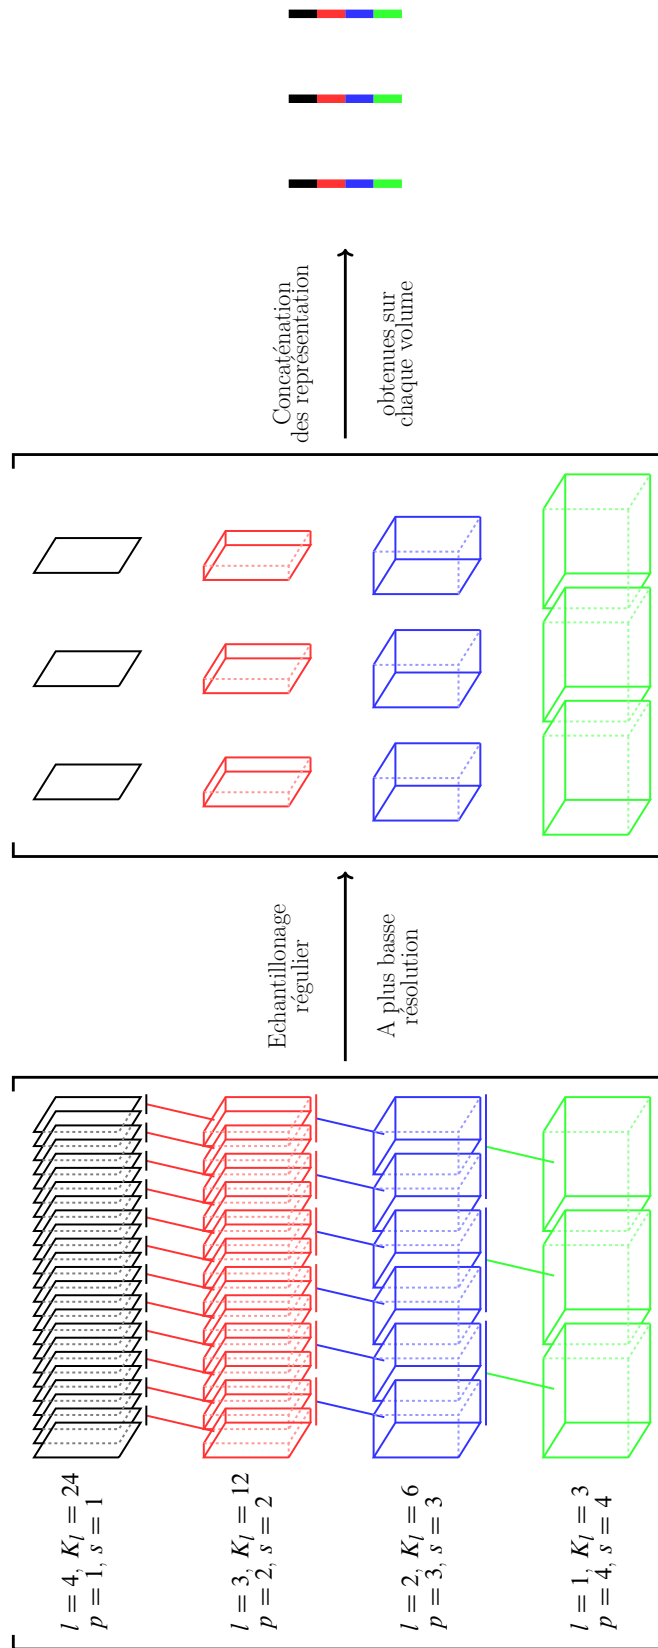 l = 4, K_l = 24
p = 1, s = 1
l = 3, K_l = 12
p = 2, s = 2
l = 2, K_l = 6
p = 3, s = 3
l = 1, K_l = 3
p = 4, s = 4
Echantillonage
régulier
A plus basse
résolution
Concaténation
des représentation
obtenues sur
chaque volume